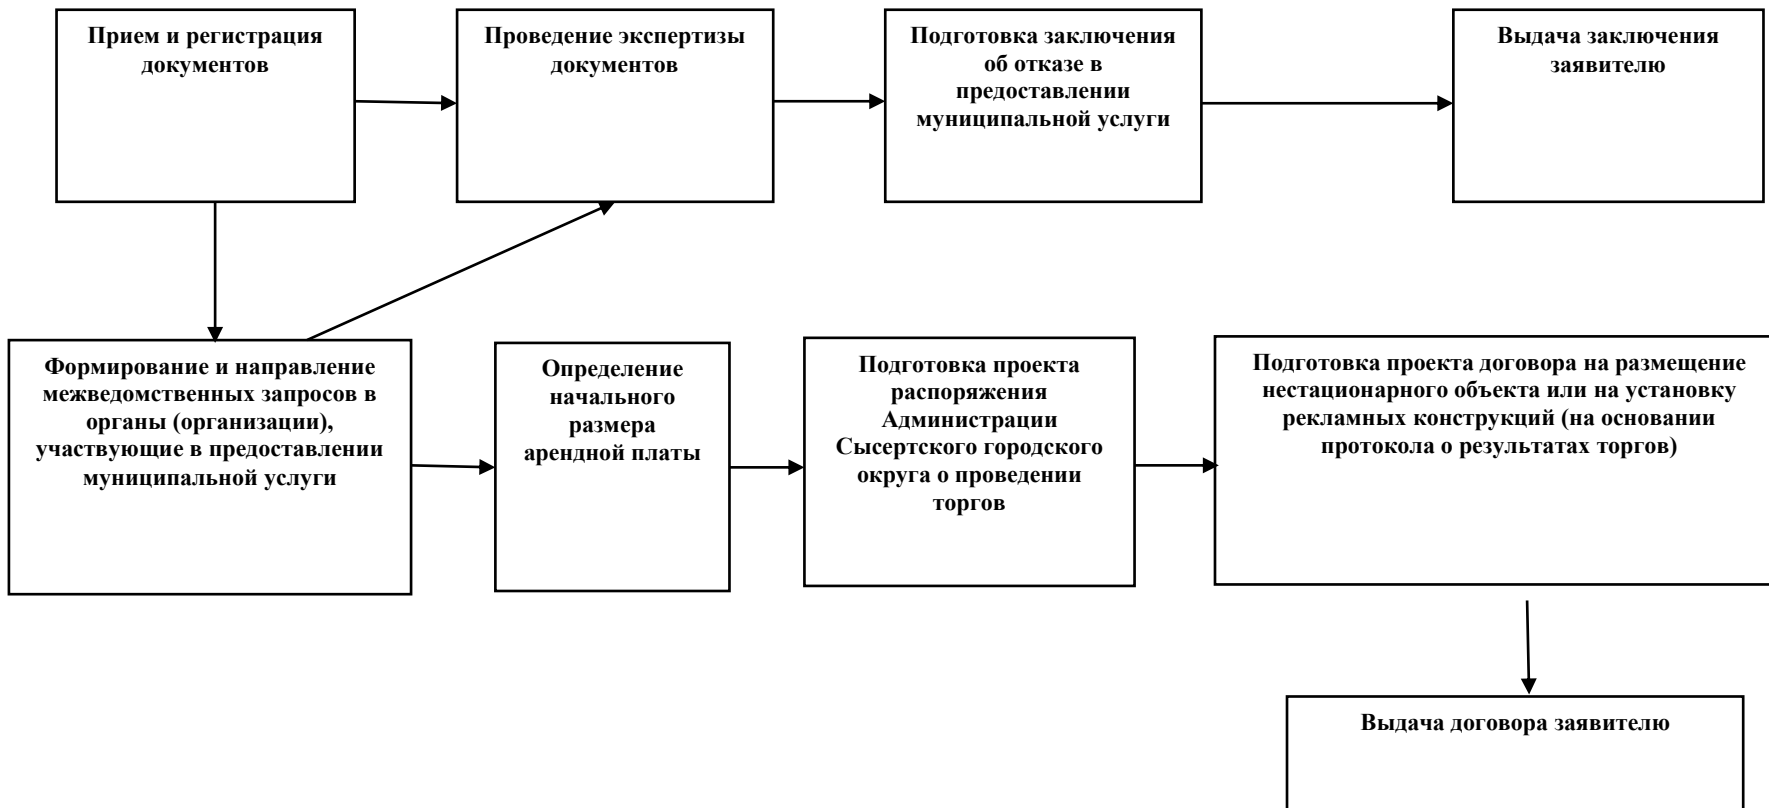 Прием и регистрация
документов
Проведение экспертизы
документов
Подготовка заключения
об отказе в
предоставлении
муниципальной услуги
Выдача заключения
заявителю
Формирование и направление
межведомственных запросов в
органы (организации),
участвующие в предоставлении
муниципальной услуги
Определение
начального
размера
арендной платы
Подготовка проекта
распоряжения
Администрации
Сысертского городского
округа о проведении
торгов
Подготовка проекта договора на размещение
нестационарного объекта или на установку
рекламных конструкций (на основании
протокола о результатах торгов)
Выдача договора заявителю